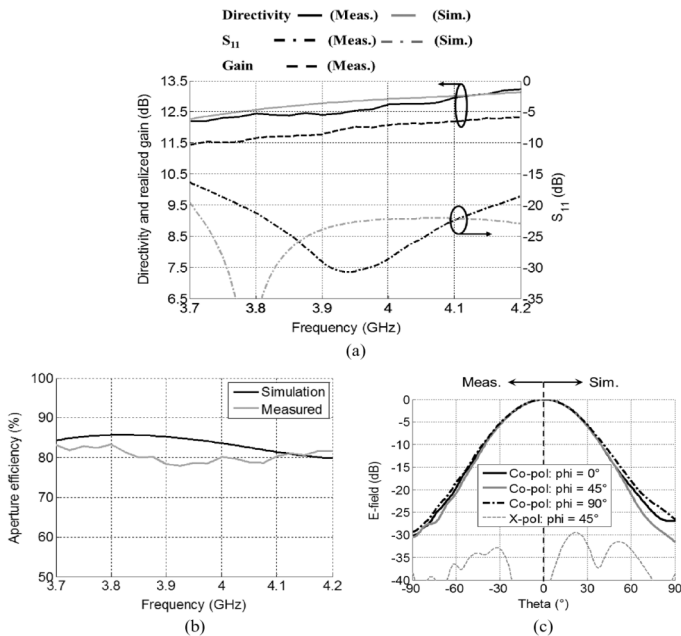 Directivity (Meas.) (Sim.)
S11 (Meas.) (Sim.)
Gain (Meas.)
13.5 0
12.5 -5
11.5 -10
10.5 -15
9.5 -20
8.5 -25
7.5 -30
6.5 -35
Directivity and realized gain (dB)
S11 (dB)
3.7 3.8 3.9 4 4.1 4.2
Frequency (GHz)
(a)
100
90
80
70
60
50
Aperture efficiency (%)
Simulation
Measured
3.7 3.8 3.9 4 4.1 4.2
Frequency (GHz)
(b)
Meas. Sim.
0
-5
-10
-15
-20
-25
-30
-35
-40
E-field (dB)
Co-pol: phi = 0°
Co-pol: phi = 45°
Co-pol: phi = 90°
X-pol: phi = 45°
-90 -60 -30 0 30 60 90
Theta (°)
(c)